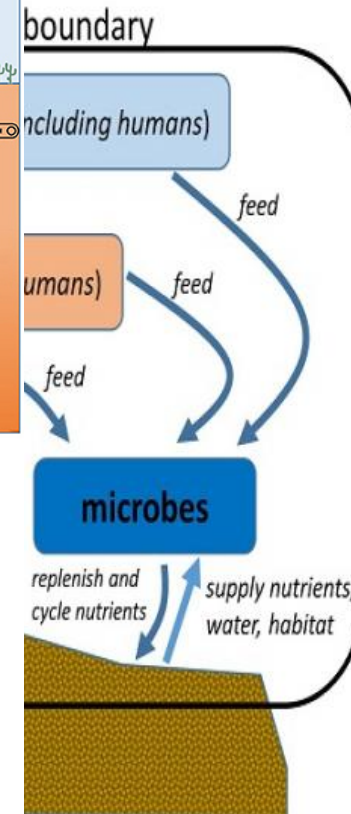 boundary
ncluding humans)
feed
umans)
feed
feed
microbes
replenish and
cycle nutrients
supply nutrients,
water, habitat